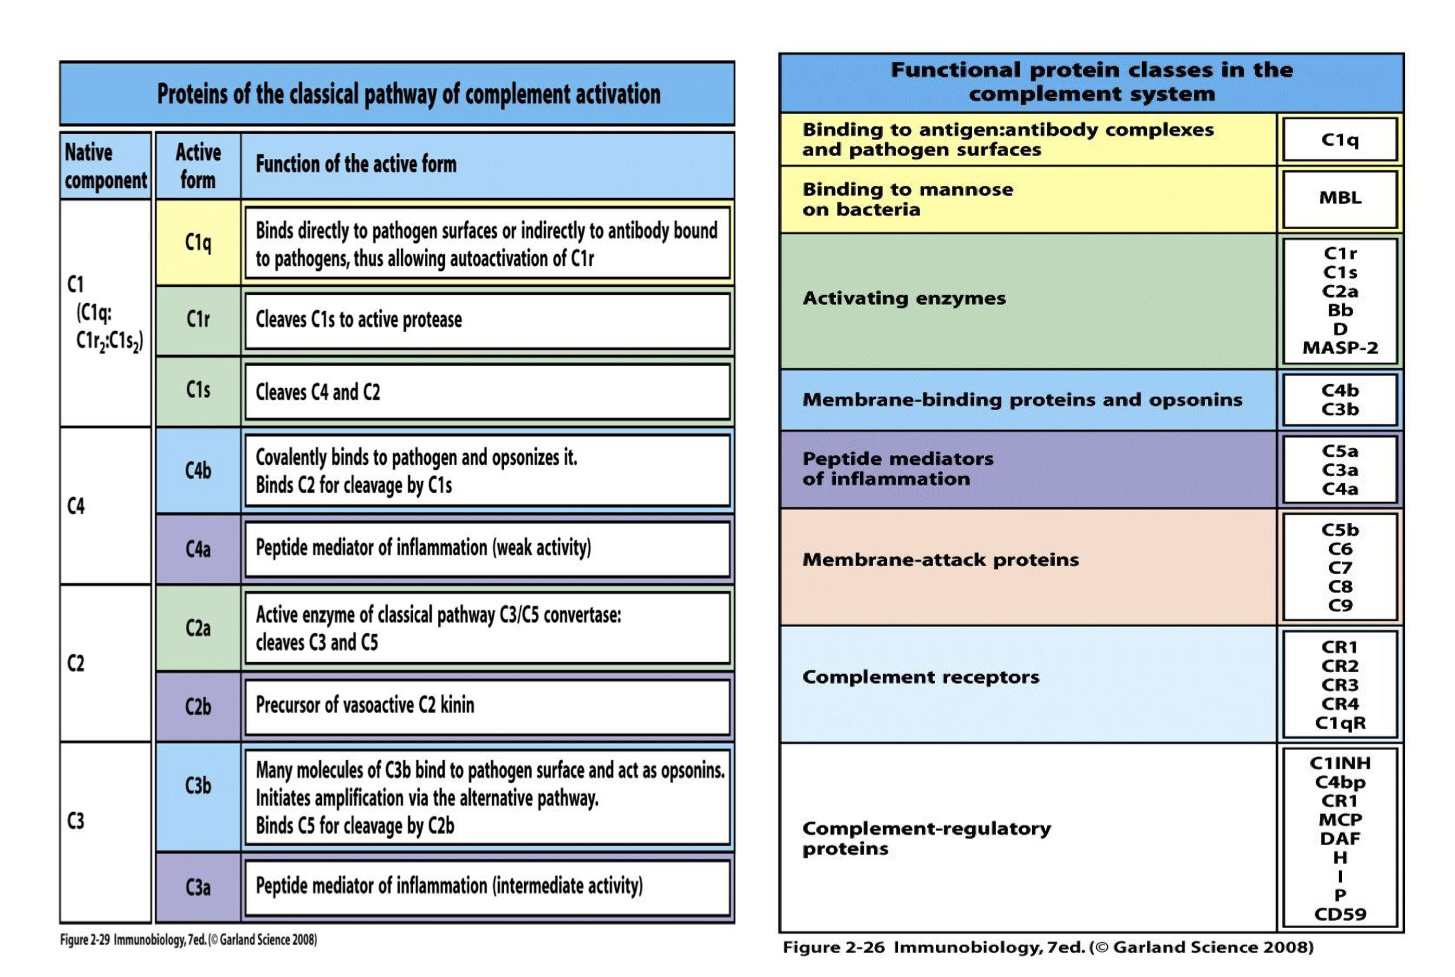 Proteins of the classical pathway of complement activation
Native
component
Active
form
Function of the active form
C1
(C1q:
C1r₂:C1s₂)
C1q
Binds directly to pathogen surfaces or indirectly to antibody bound
to pathogens, thus allowing autoactivation of C1r
C1r
Cleaves C1s to active protease
C1s
Cleaves C4 and C2
C4
C4b
Covalently binds to pathogen and opsonizes it.
Binds C2 for cleavage by C1s
C4a
Peptide mediator of inflammation (weak activity)
C2
C2a
Active enzyme of classical pathway C3/C5 convertase:
cleaves C3 and C5
C2b
Precursor of vasoactive C2 kinin
C3
C3b
Many molecules of C3b bind to pathogen surface and act as opsonins.
Initiates amplification via the alternative pathway.
Binds C5 for cleavage by C2b
C3a
Peptide mediator of inflammation (intermediate activity)
Figure 2-29 Immunobiology, 7ed. (© Garland Science 2008)
Functional protein classes in the
complement system
Binding to antigen:antibody complexes
and pathogen surfaces
C1q
Binding to mannose
on bacteria
MBL
Activating enzymes
C1r
C1s
C2a
Bb
D
MASP-2
Membrane-binding proteins and opsonins
C4b
C3b
Peptide mediators
of inflammation
C5a
C3a
C4a
Membrane-attack proteins
C5b
C6
C7
C8
C9
Complement receptors
CR1
CR2
CR3
CR4
C1qR
Complement-regulatory
proteins
C1INH
C4bp
CR1
MCP
DAF
H
I
P
CD59
Figure 2-26 Immunobiology, 7ed. (© Garland Science 2008)